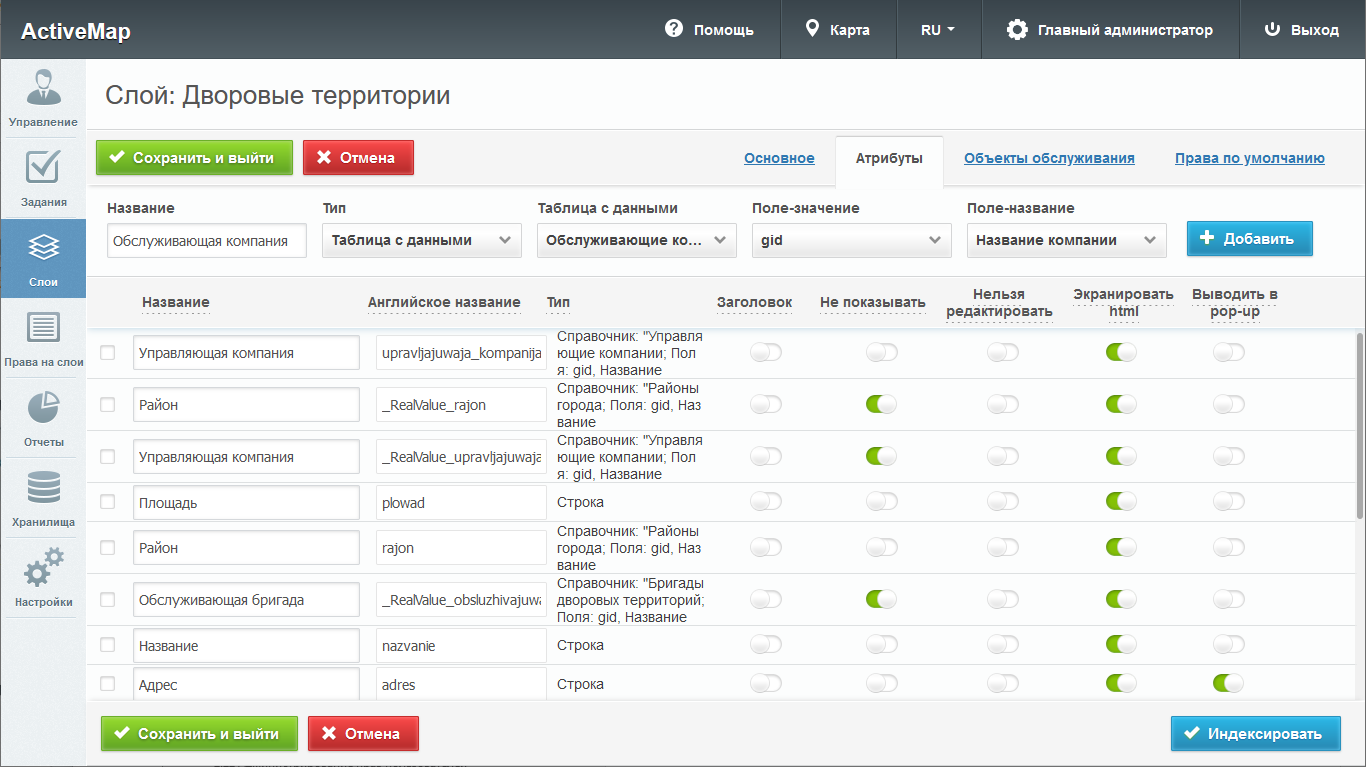 ActiveMap
Помощь
Карта
RU
Главный администратор
Выход
Управление
Задания
Слои
Права на слои
Отчеты
Хранилища
Настройки
Слой: Дворовые территории
Сохранить и выйти
Отмена
Основное
Атрибуты
Объекты обслуживания
Права по умолчанию
Название
Тип
Таблица с данными
Поле-значение
Поле-название
Обслуживающая компания
Таблица с данными
Обслуживающие ко...
gid
Название компании
Добавить
Название
Английское название
Тип
Заголовок
Не показывать
Нельзя
редактировать
Экранировать
html
Выводить в
pop-up
Управляющая компания
upravljajuwaja_kompanija
Справочник: "Управля
ющие компании; Пол
я: gid, Название
Район
_RealValue_rajon
Справочник: "Районы
города; Поля: gid, Наз
вание
Управляющая компания
_RealValue_upravljajuwaja
Справочник: "Управля
ющие компании; Пол
я: gid, Название
Площадь
plowad
Строка
Район
rajon
Справочник: "Районы
города; Поля: gid, Наз
вание
Обслуживающая бригада
_RealValue_obsluzhivajuwa
Справочник: "Бригады
дворовых территорий;
Поля: gid, Название
Название
nazvanie
Строка
Адрес
adres
Строка
Сохранить и выйти
Отмена
Индексировать